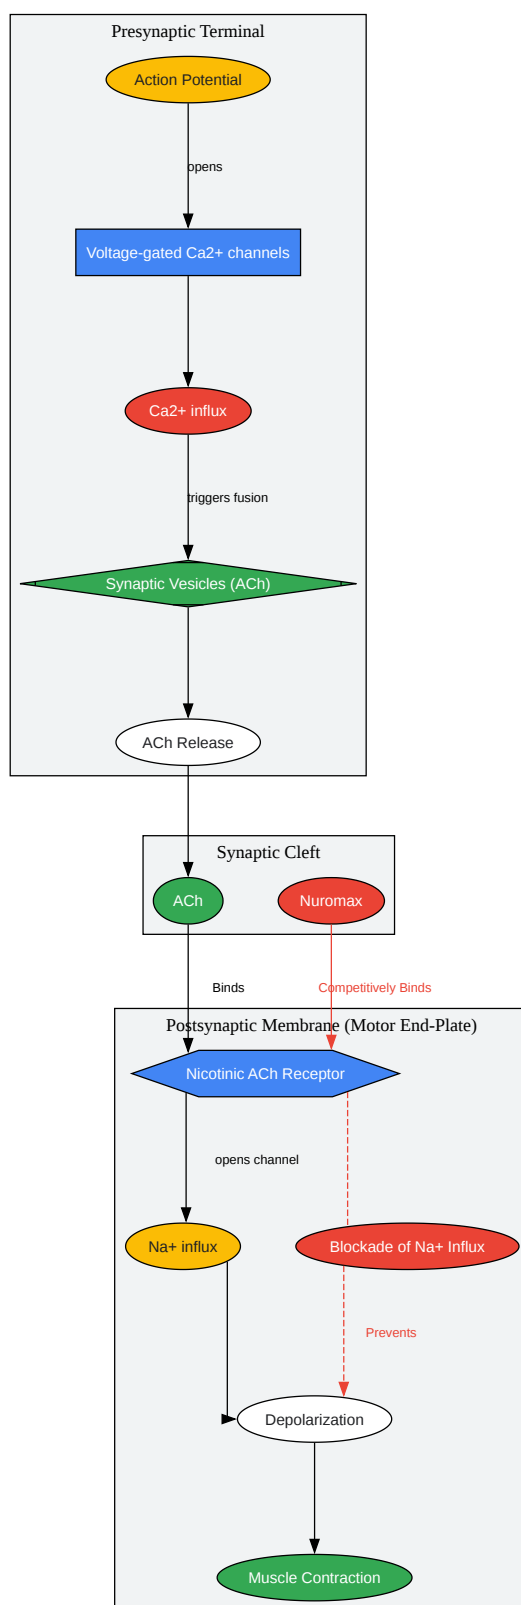 Presynaptic Terminal
Action Potential
opens
Voltage-gated Ca2+ channels
Ca2+ influx
triggers fusion
Synaptic Vesicles (ACh)
ACh Release
Synaptic Cleft
ACh
Nuromax
Binds
Competitively Binds
Postsynaptic Membrane (Motor End-Plate)
Nicotinic ACh Receptor
opens channel
Na+ influx
Blockade of Na+ Influx
Prevents
Depolarization
Muscle Contraction